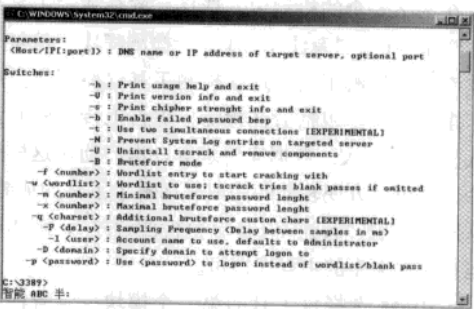 C:\WINDOWS\System32\cmd.exe
Parameters:
<Host/IP[:port]> : DNS name or IP address of target server, optional port
Switches:
-h : Print usage help and exit
-V : Print version info and exit
-s : Print chipher strenght info and exit
-b : Enable failed password beep
-t : Use two simultaneous connections [EXPERIMENTAL]
-N : Prevent System Log entries on targeted server
-U : Uninstall tscrack and remove components
-B : Bruteforce mode
-f <number> : Wordlist entry to start cracking with
-w <wordlist> : Wordlist to use; tscrack tries blank passes if omitted
-m <number> : Minimal bruteforce password lenght
-x <number> : Maximal bruteforce password lenght
-q <charset> : Additional bruteforce custom chars [EXPERIMENTAL]
-F <delay> : Sampling Frequency (Delay between samples in ms)
-l <user> : Account name to use, defaults to Administrator
-D <domain> : Specify domain to attempt logon to
-p <password> : Use <password> to logon instead of wordlist/blank pass
C:\3389>
智能 ABC 半: